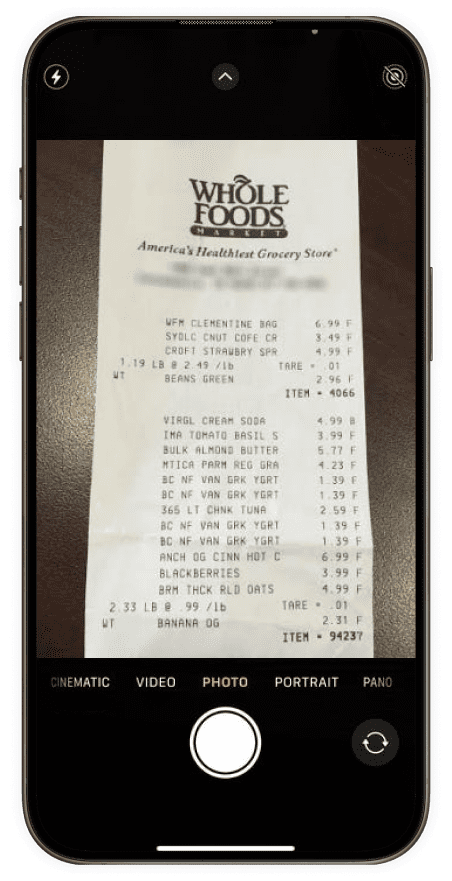 WHOLE
FOODS
MARKET
America's Healthiest Grocery Store®
WFM CLEMENTINE BAG 6.99 F
SYDLC CNUT COFE CR 3.49 F
CROFT STRAWBRY SPR 4.99 F
1.19 LB @ 2.49 /lb TARE = .01
WT BEANS GREEN 2.96 F
ITEM = 4066
VIRGL CREAM SODA 4.99 B
IMA TOMATO BASIL S 3.99 F
BULK ALMOND BUTTER 5.77 F
MTICA PARM REG GRA 4.23 F
BC NF VAN GRK YGRT 1.39 F
BC NF VAN GRK YGRT 1.39 F
365 LT CHNK TUNA 2.59 F
BC NF VAN GRK YGRT 1.39 F
BC NF VAN GRK YGRT 1.39 F
ANCH OG CINN HOT C 6.99 F
BLACKBERRIES 3.99 F
BRM THCK RLD OATS 4.99 F
2.33 LB @ .99 /lb TARE = .01
WT BANANA OG 2.31 F
ITEM = 94237
CINEMATIC VIDEO PHOTO PORTRAIT PANO